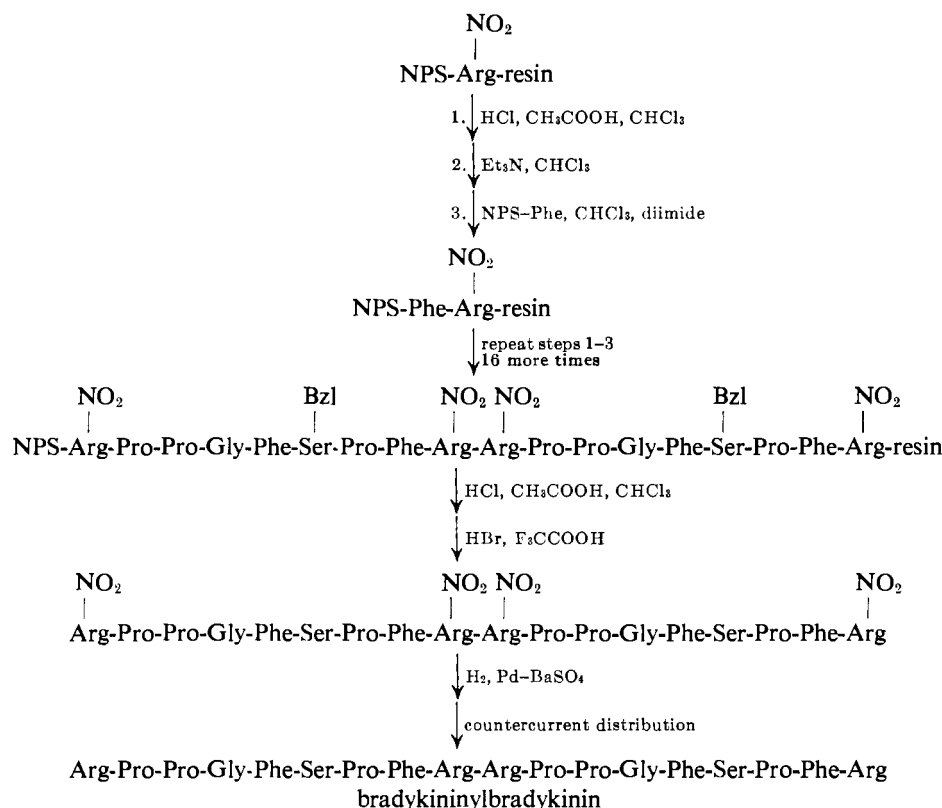 NO₂
NPS-Arg-resin
1. HCl, CH₃COOH, CHCl₃
2. Et₃N, CHCl₃
3. NPS–Phe, CHCl₃, diimide
NO₂
NPS-Phe-Arg-resin
repeat steps 1–3
16 more times
NO₂ Bzl NO₂ NO₂ Bzl NO₂
NPS-Arg-Pro-Pro-Gly-Phe-Ser-Pro-Phe-Arg-Arg-Pro-Pro-Gly-Phe-Ser-Pro-Phe-Arg-resin
HCl, CH₃COOH, CHCl₃
HBr, F₃CCOOH
NO₂ NO₂ NO₂ NO₂
Arg-Pro-Pro-Gly-Phe-Ser-Pro-Phe-Arg-Arg-Pro-Pro-Gly-Phe-Ser-Pro-Phe-Arg
H₂, Pd–BaSO₄
countercurrent distribution
Arg-Pro-Pro-Gly-Phe-Ser-Pro-Phe-Arg-Arg-Pro-Pro-Gly-Phe-Ser-Pro-Phe-Arg
bradykininylbradykinin